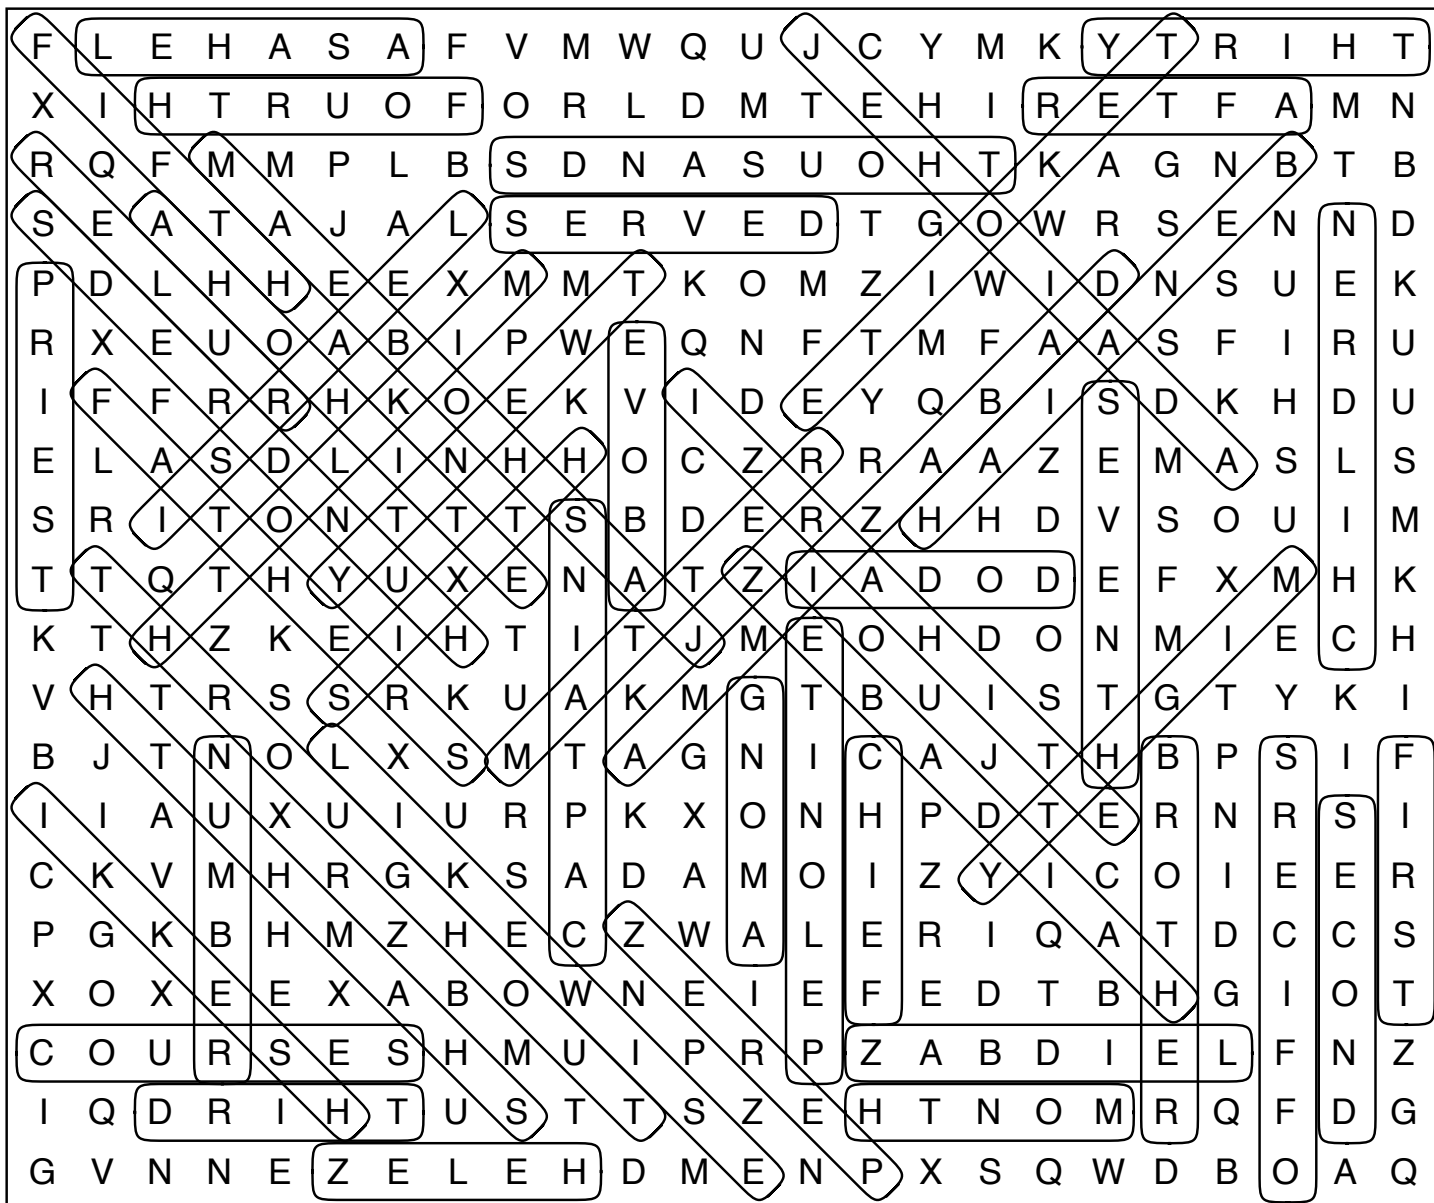 F L E H A S A F V M W Q U J C Y M K Y T R I H T
X I H T R U O F O R L D M T E H I R E T F A M N
R Q F M M P L B S D N A S U O H T K A G N B T B
S E A T A J A L S E R V E D T G O W R S E N N D
P D L H H E E X M M T K O M Z I W I D N S U E K
R X E U O A B I P W E Q N F T M F A A S F I R U
I F F R R H K O E K V I D E Y Q B I S D K H D U
E L A S D L I N H H O C Z R R A A Z E M A S L S
S R I T O N T T T S B D E R Z H H D V S O U I M
T T Q T H Y U X E N A T Z I A D O D E F X M H K
K T H Z K E I H T I T J M E O H D O N M I E C H
V H T R S S R K U A K M G T B U I S T G T Y K I
B J T N O L X S M T A G N I C A J T H B P S I F
I I A U X U I U R P K X O N H P D T E R N R S I
C K V M H R G K S A D A M O I Z Y I C O I E E R
P G K B H M Z H E C Z W A L E R I Q A T D C C S
X O X E E X A B O W N E I E F E D T B H G I O T
C O U R S E S H M U I P R P Z A B D I E L F N Z
I Q D R I H T U S T T S Z E H T N O M R Q F D G
G V N N E Z E L E H D M E N P X S Q W D B O A Q